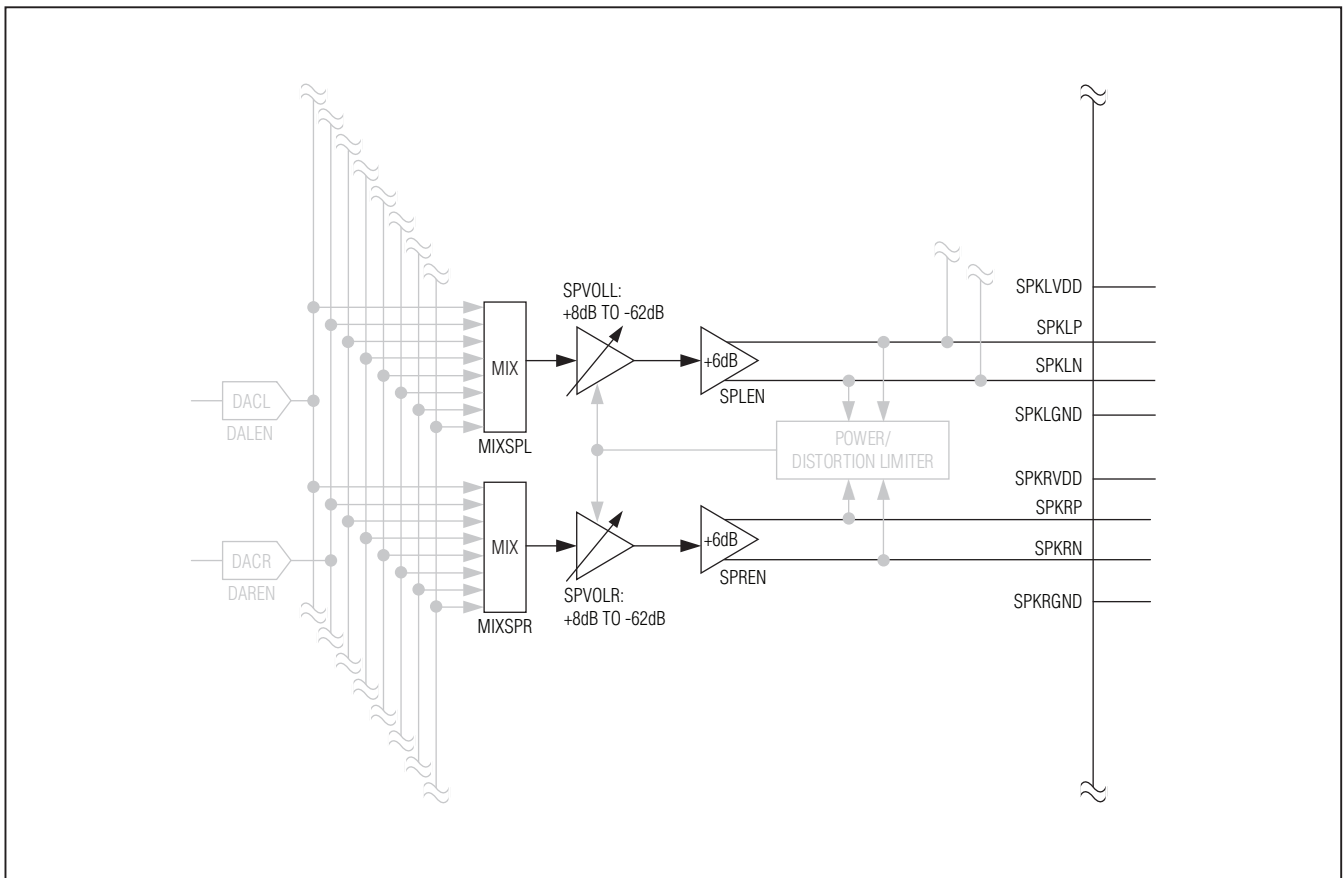 SPVOLL:
+8dB TO -62dB
SPKLVDD
SPKLP
MIX
+6dB
SPKLN
SPLEN
DACL
DALEN
SPKLGND
MIXSPL
POWER/
DISTORTION LIMITER
SPKRVDD
SPKRP
MIX
+6dB
SPKRN
DACR
DAREN
SPREN
SPVOLR:
+8dB TO -62dB
SPKRGND
MIXSPR